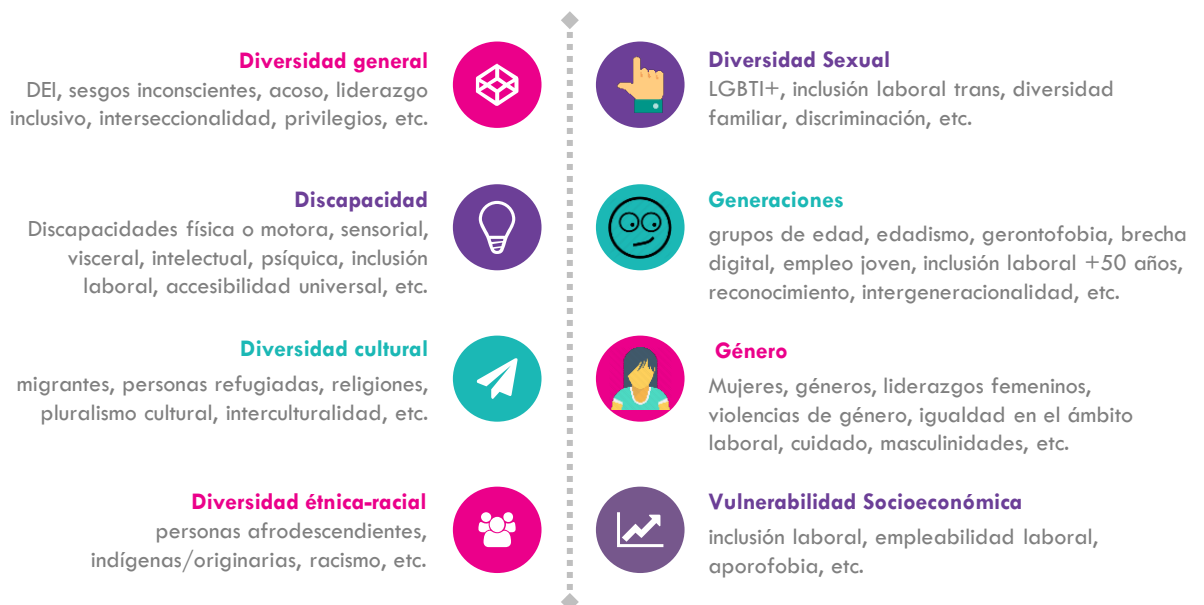 Diversidad general
DEI, sesgos inconscientes, acoso, liderazgo
inclusivo, interseccionalidad, privilegios, etc.
Discapacidad
Discapacidades física o motora, sensorial,
visceral, intelectual, psíquica, inclusión
laboral, accesibilidad universal, etc.
Diversidad cultural
migrantes, personas refugiadas, religiones,
pluralismo cultural, interculturalidad, etc.
Diversidad étnica-racial
personas afrodescendientes,
indígenas/originarias, racismo, etc.
Diversidad Sexual
LGBTI+, inclusión laboral trans, diversidad
familiar, discriminación, etc.
Generaciones
grupos de edad, edadismo, gerontofobia, brecha
digital, empleo joven, inclusión laboral +50 años,
reconocimiento, intergeneracionalidad, etc.
Género
Mujeres, géneros, liderazgos femeninos,
violencias de género, igualdad en el ámbito
laboral, cuidado, masculinidades, etc.
Vulnerabilidad Socioeconómica
inclusión laboral, empleabilidad laboral,
aporofobia, etc.